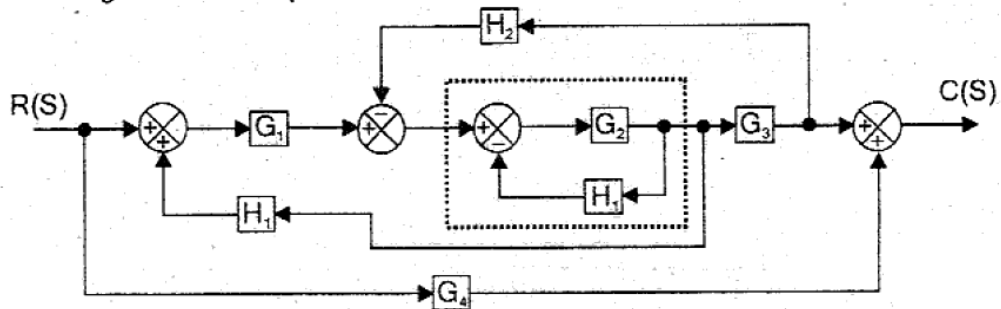 H₂
R(S)
C(S)
+
+
G₁
+
−
+
−
G₂
G₃
+
+
H₁
H₁
G₄